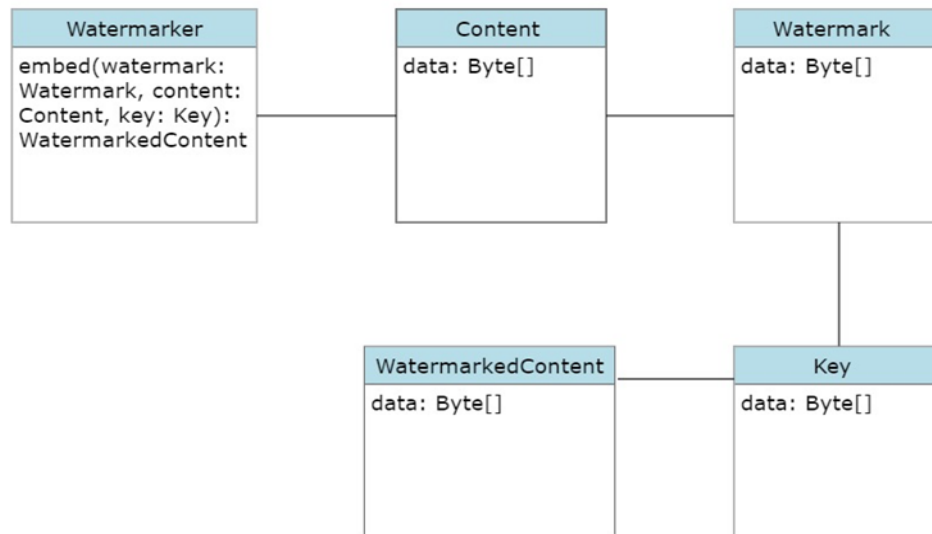 Watermarker
embed(watermark:
Watermark, content:
Content, key: Key):
WatermarkedContent
Content
data: Byte[]
Watermark
data: Byte[]
WatermarkedContent
data: Byte[]
Key
data: Byte[]